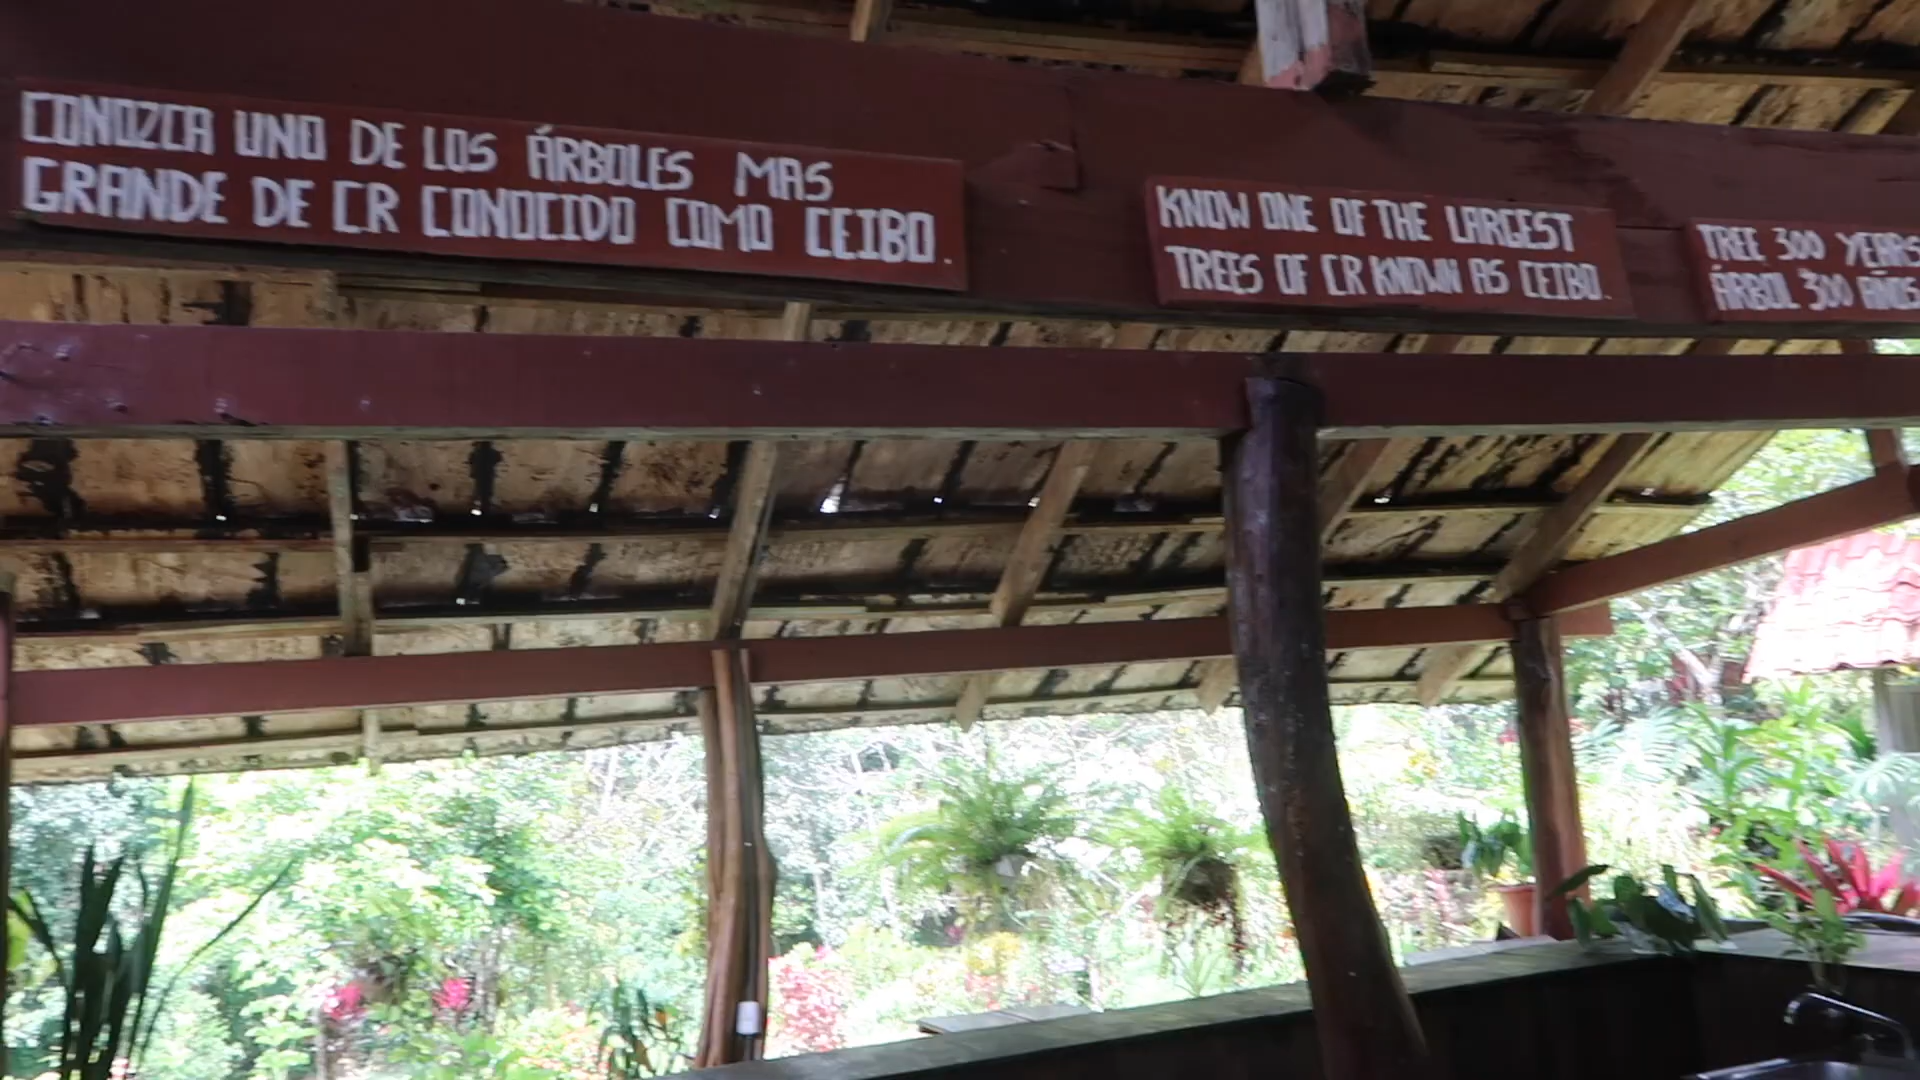 CONOZCA UNO DE LOS ÁRBOLES MAS
GRANDE DE CR CONOCIDO COMO CEIBO.
KNOW ONE OF THE LARGEST
TREES OF CR KNOWN AS CEIBO.
TREE 300 YEARS
ÁRBOL 300 AÑOS